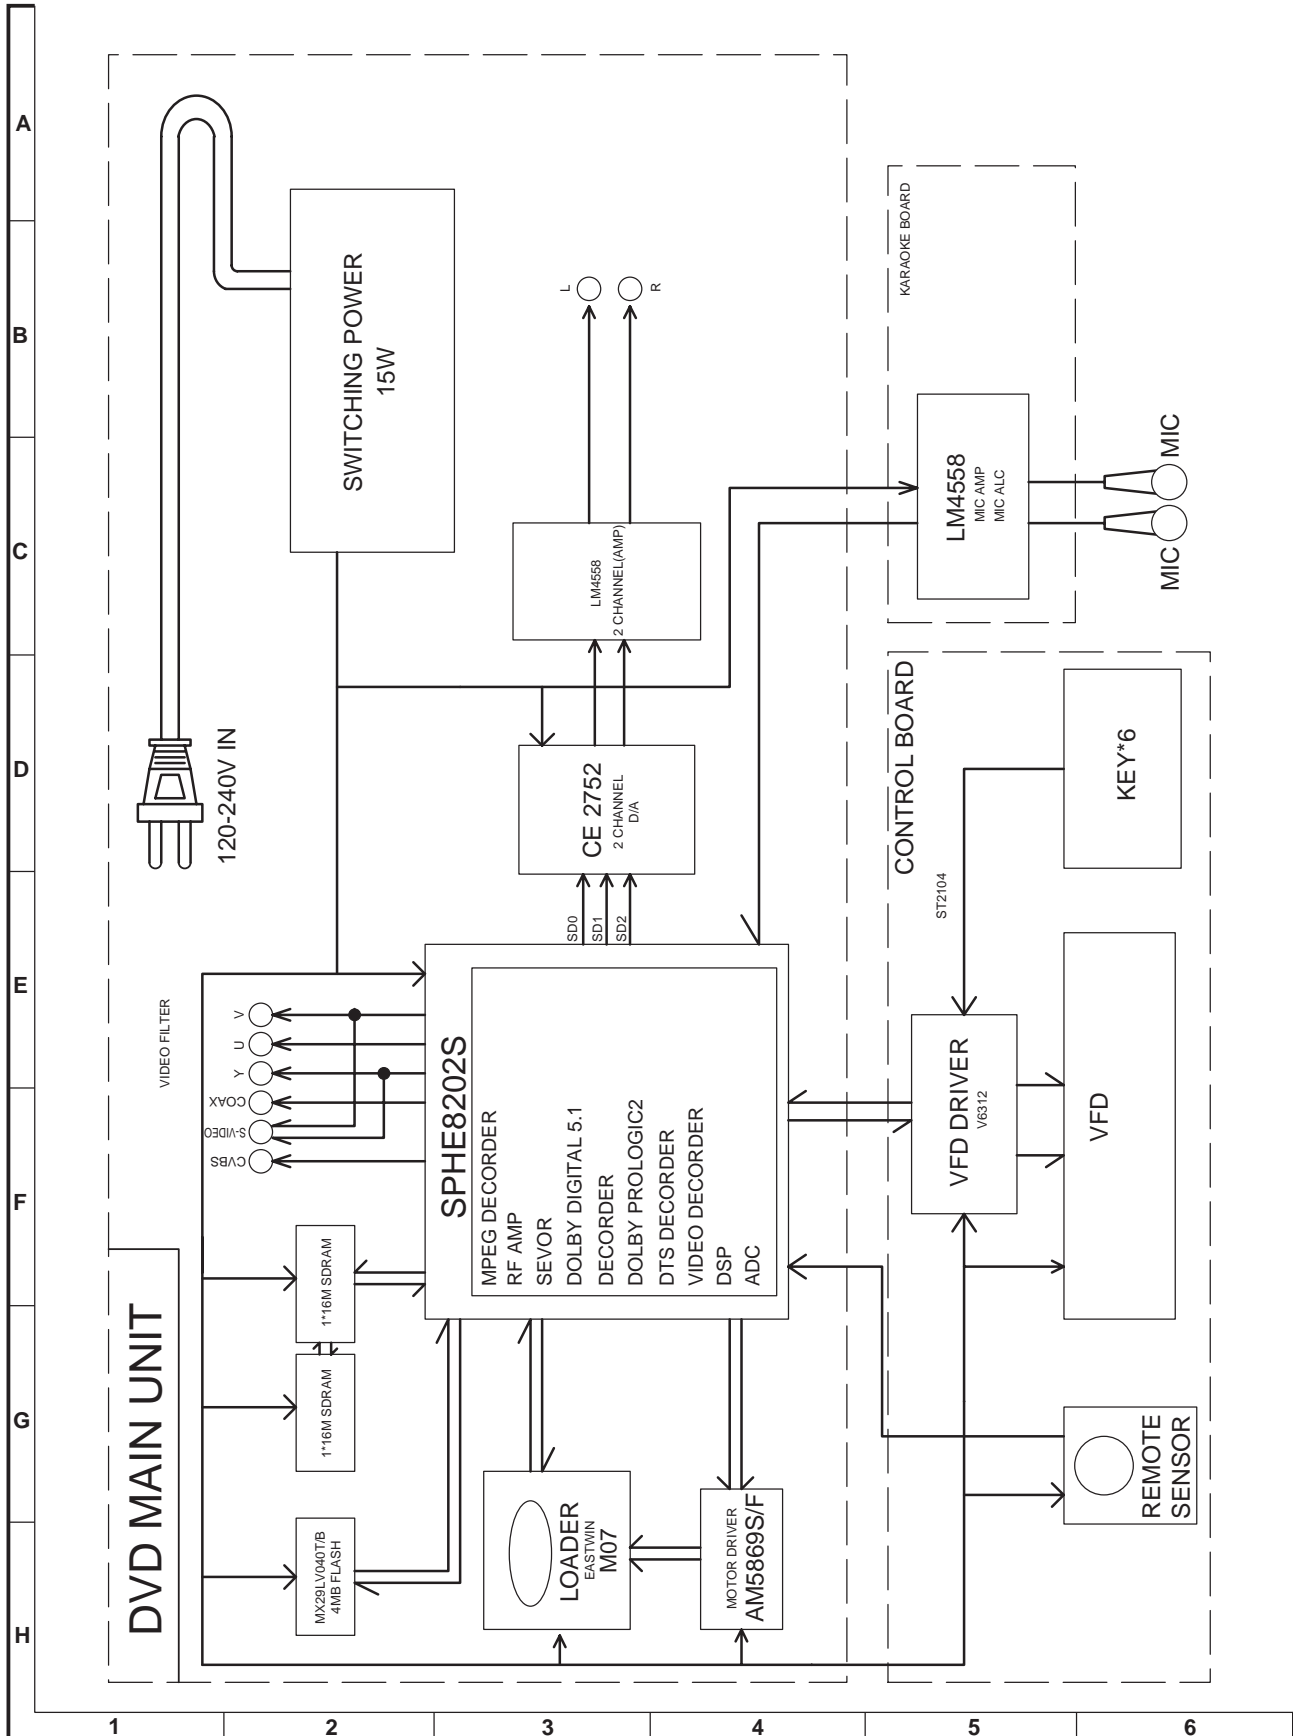 DVD MAIN UNIT
VIDEO FILTER
120-240V IN
SWITCHING POWER
15W
MX29LV040T/B
4MB FLASH
1*16M SDRAM
1*16M SDRAM
CVBS
S-VIDEO
COAX
Y
U
V
SPHE8202S
MPEG DECORDER
RF AMP
SEVOR
DOLBY DIGITAL 5.1
DECORDER
DOLBY PROLOGIC2
DTS DECORDER
VIDEO DECORDER
DSP
ADC
SD0
SD1
SD2
CE 2752
2 CHANNEL
D/A
LM4558
2 CHANNEL(AMP)
L
R
LOADER
EASTWIN
M07
MOTOR DRIVER
AM5869S/F
CONTROL BOARD
VFD DRIVER
V6312
ST2104
KEY*6
VFD
REMOTE
SENSOR
KARAOKE BOARD
LM4558
MIC AMP
MIC ALC
MIC
MIC
A
B
C
D
E
F
G
H
1
2
3
4
5
6